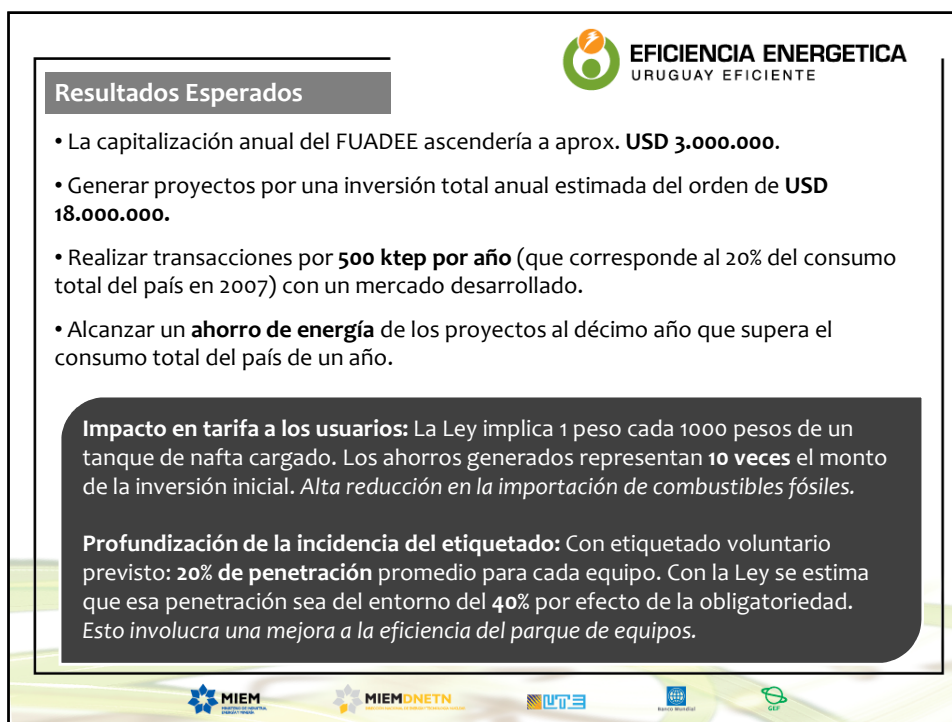 EFICIENCIA ENERGETICA
URUGUAY EFICIENTE
Resultados Esperados
• La capitalización anual del FUADEE ascendería a aprox. USD 3.000.000.
• Generar proyectos por una inversión total anual estimada del orden de USD
18.000.000.
• Realizar transacciones por 500 ktep por año (que corresponde al 20% del consumo
total del país en 2007) con un mercado desarrollado.
• Alcanzar un ahorro de energía de los proyectos al décimo año que supera el
consumo total del país de un año.
Impacto en tarifa a los usuarios: La Ley implica 1 peso cada 1000 pesos de un
tanque de nafta cargado. Los ahorros generados representan 10 veces el monto
de la inversión inicial. Alta reducción en la importación de combustibles fósiles.
Profundización de la incidencia del etiquetado: Con etiquetado voluntario
previsto: 20% de penetración promedio para cada equipo. Con la Ley se estima
que esa penetración sea del entorno del 40% por efecto de la obligatoriedad.
Esto involucra una mejora a la eficiencia del parque de equipos.
MIEM
MIEMDNETN
UTE
Banco Mundial
GEF